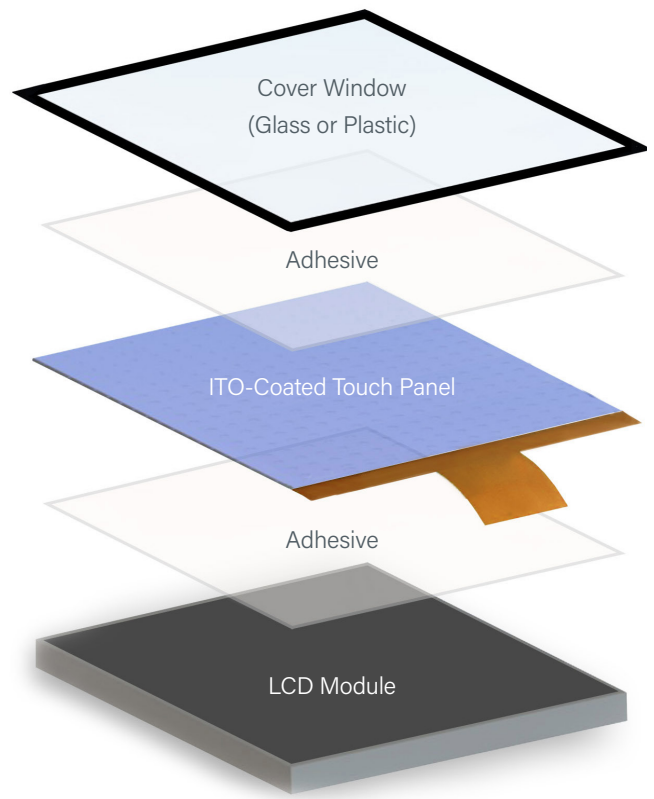 Cover Window
(Glass or Plastic)
Adhesive
ITO-Coated Touch Panel
Adhesive
LCD Module